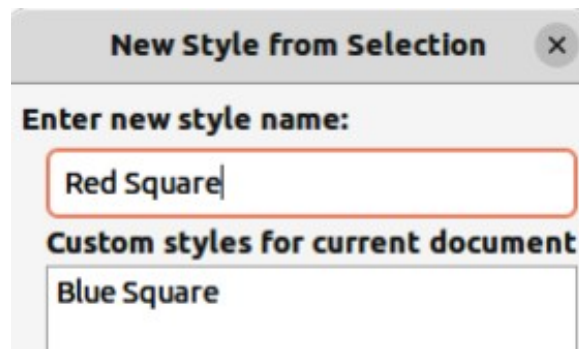 New Style from Selection
Enter new style name:
Red Square
Custom styles for current document
Blue Square